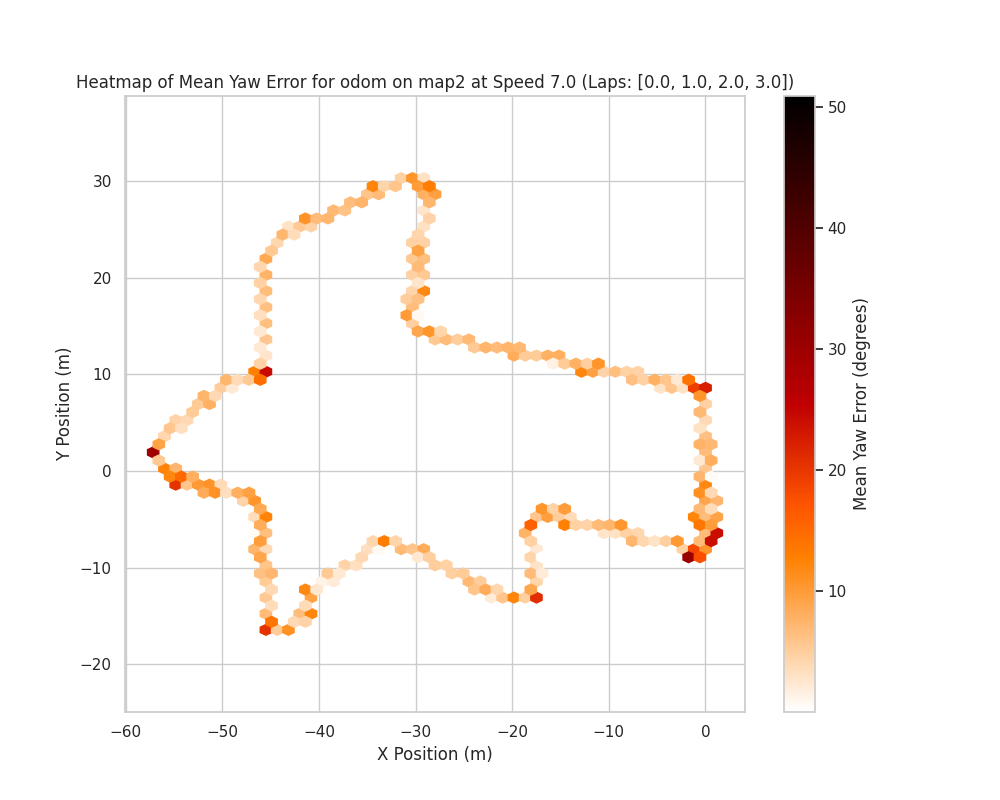 Heatmap of Mean Yaw Error for odom on map2 at Speed 7.0 (Laps: [0.0, 1.0, 2.0, 3.0])
30
20
10
0
−10
−20
Y Position (m)
−60 −50 −40 −30 −20 −10 0
X Position (m)
50
40
30
20
10
Mean Yaw Error (degrees)